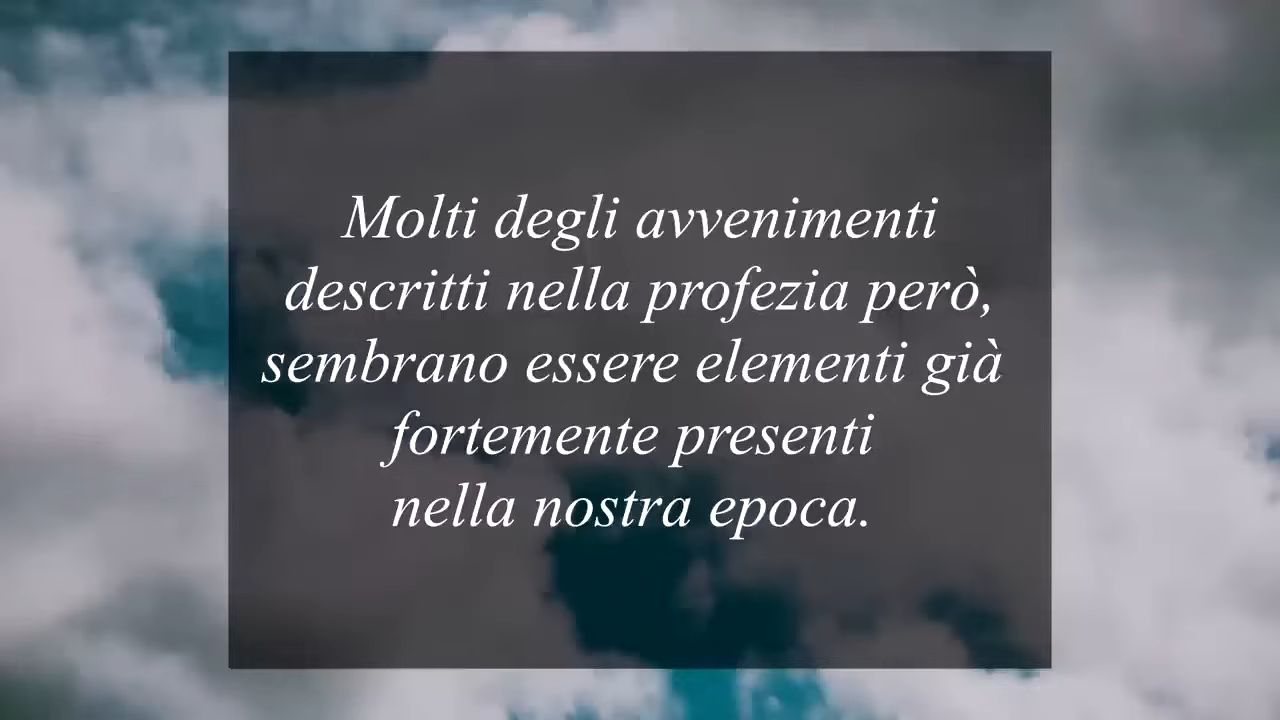 Molti degli avvenimenti
descritti nella profezia però,
sembrano essere elementi già
fortemente presenti
nella nostra epoca.